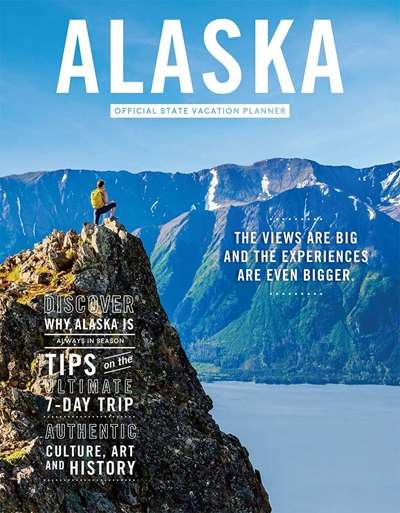 ALASKA
OFFICIAL STATE VACATION PLANNER
THE VIEWS ARE BIG
AND THE EXPERIENCES
ARE EVEN BIGGER.
DISCOVER
WHY ALASKA IS
ALWAYS IN SEASON
TIPS on the
ULTIMATE
7-DAY TRIP
AUTHENTIC
CULTURE, ART
AND HISTORY